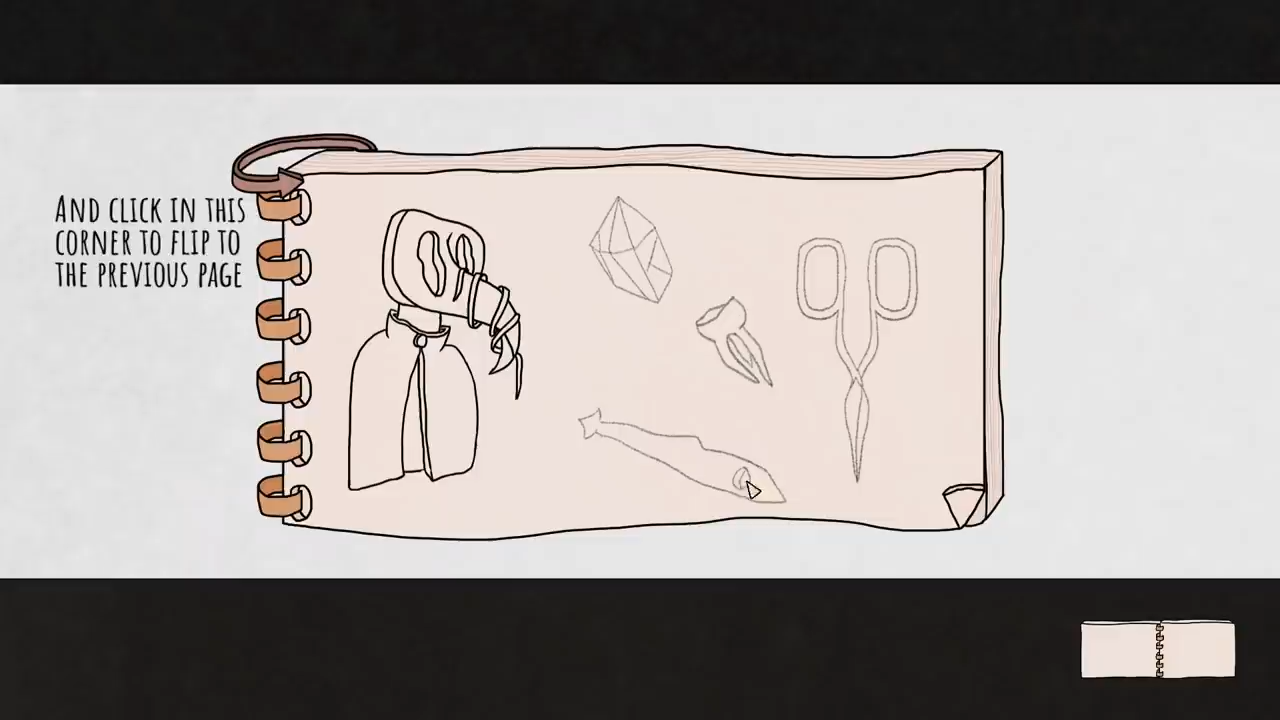 And click in this
corner to flip to
the previous page